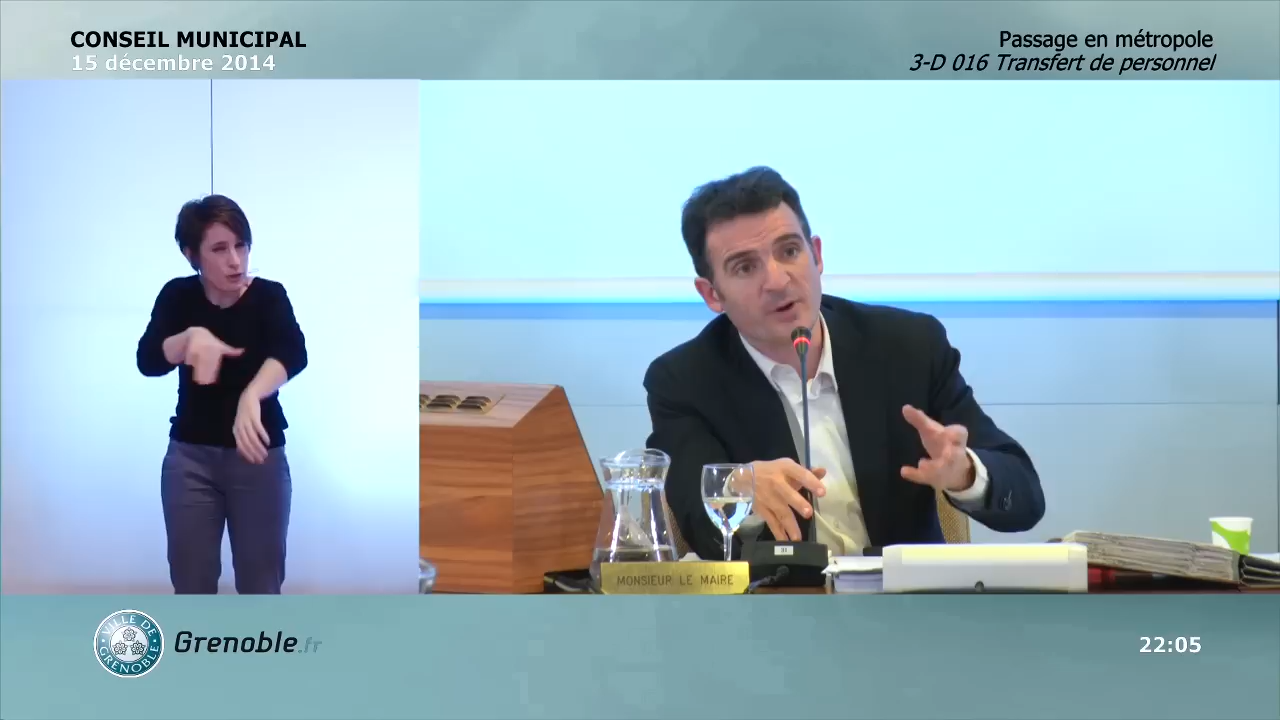 CONSEIL MUNICIPAL
15 décembre 2014
Passage en métropole
3-D 016 Transfert de personnel
MONSIEUR LE MAIRE
VILLE DE GRENOBLE
Grenoble.fr
22:05